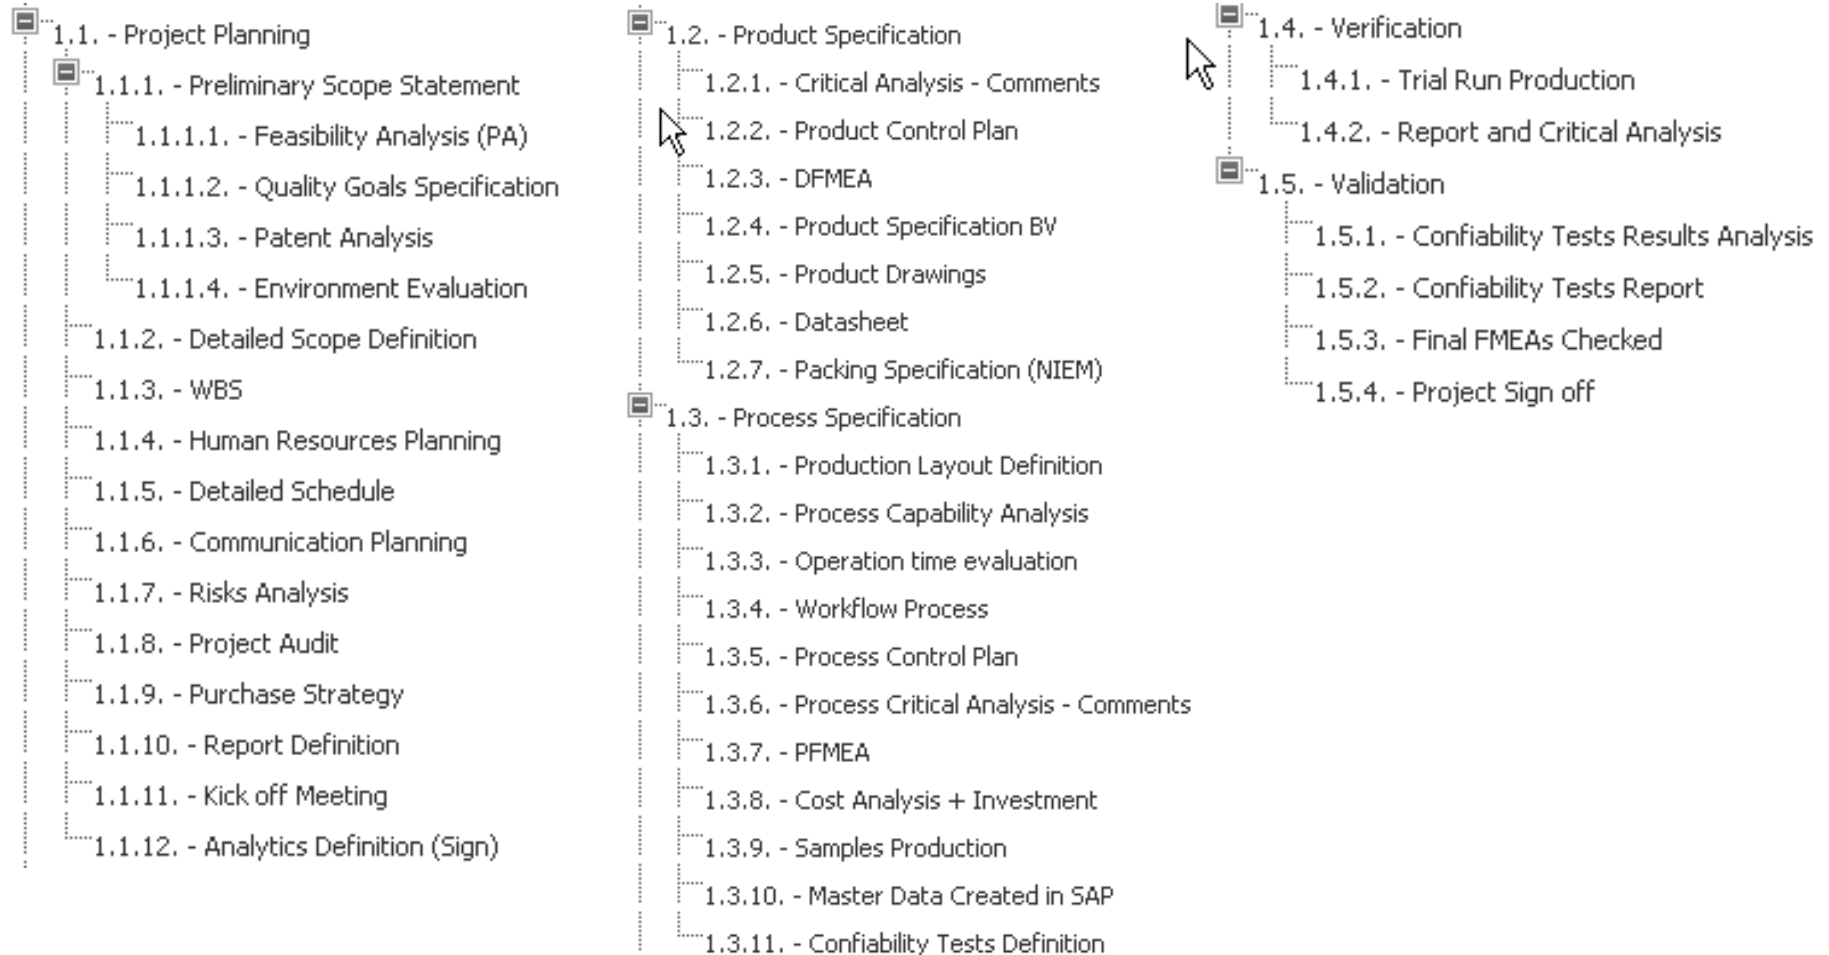 1.1. - Project Planning
1.1.1. - Preliminary Scope Statement
1.1.1.1. - Feasibility Analysis (PA)
1.1.1.2. - Quality Goals Specification
1.1.1.3. - Patent Analysis
1.1.1.4. - Environment Evaluation
1.1.2. - Detailed Scope Definition
1.1.3. - WBS
1.1.4. - Human Resources Planning
1.1.5. - Detailed Schedule
1.1.6. - Communication Planning
1.1.7. - Risks Analysis
1.1.8. - Project Audit
1.1.9. - Purchase Strategy
1.1.10. - Report Definition
1.1.11. - Kick off Meeting
1.1.12. - Analytics Definition (Sign)
1.2. - Product Specification
1.2.1. - Critical Analysis - Comments
1.2.2. - Product Control Plan
1.2.3. - DFMEA
1.2.4. - Product Specification BV
1.2.5. - Product Drawings
1.2.6. - Datasheet
1.2.7. - Packing Specification (NIEM)
1.3. - Process Specification
1.3.1. - Production Layout Definition
1.3.2. - Process Capability Analysis
1.3.3. - Operation time evaluation
1.3.4. - Workflow Process
1.3.5. - Process Control Plan
1.3.6. - Process Critical Analysis - Comments
1.3.7. - PFMEA
1.3.8. - Cost Analysis + Investment
1.3.9. - Samples Production
1.3.10. - Master Data Created in SAP
1.3.11. - Confiability Tests Definition
1.4. - Verification
1.4.1. - Trial Run Production
1.4.2. - Report and Critical Analysis
1.5. - Validation
1.5.1. - Confiability Tests Results Analysis
1.5.2. - Confiability Tests Report
1.5.3. - Final FMEAs Checked
1.5.4. - Project Sign off